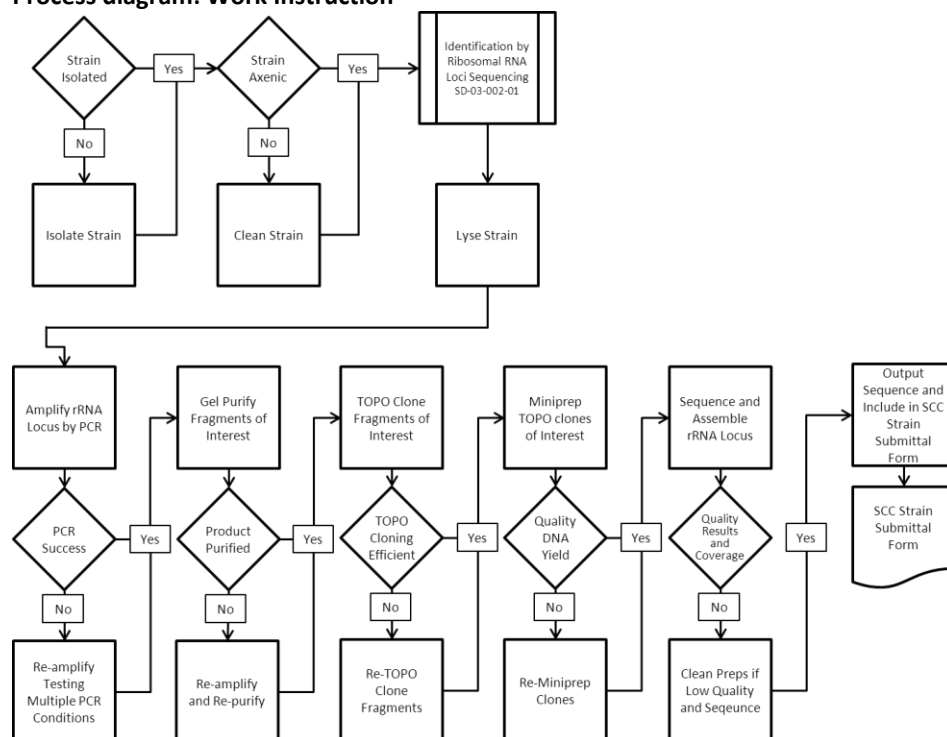 Process diagram: Work Instruction
Strain
Isolated
Yes
Strain
Axenic
Yes
Identification by
Ribosomal RNA
Loci Sequencing
SD-03-002-01
No
No
Isolate Strain
Clean Strain
Lyse Strain
Amplify rRNA
Locus by PCR
Gel Purify
Fragments of
Interest
TOPO Clone
Fragments of
Interest
Miniprep
TOPO clones
of Interest
Sequence and
Assemble
rRNA Locus
Output
Sequence and
Include in SCC
Strain
Submittal
Form
PCR
Success
Yes
Product
Purified
Yes
TOPO
Cloning
Efficient
Yes
Quality
DNA
Yield
Yes
Quality
Results
and
Coverage
Yes
SCC Strain
Submittal
Form
No
No
No
No
No
Re-amplify
Testing
Multiple PCR
Conditions
Re-amplify
and Re-purify
Re-TOPO
Clone
Fragments
Re-Miniprep
Clones
Clean Preps if
Low Quality
and Seqeunce